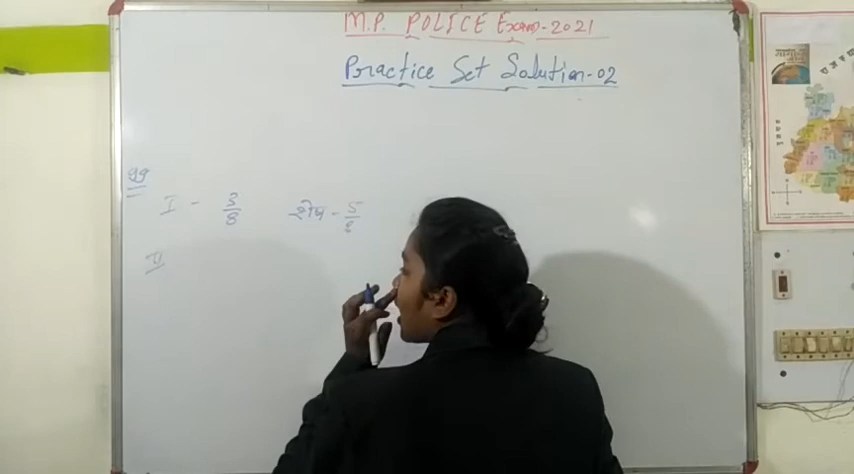 M.P. POLICE Exam-2021
Practice Set Solution-02
99
I - 3/8 शेष - 5/8
II